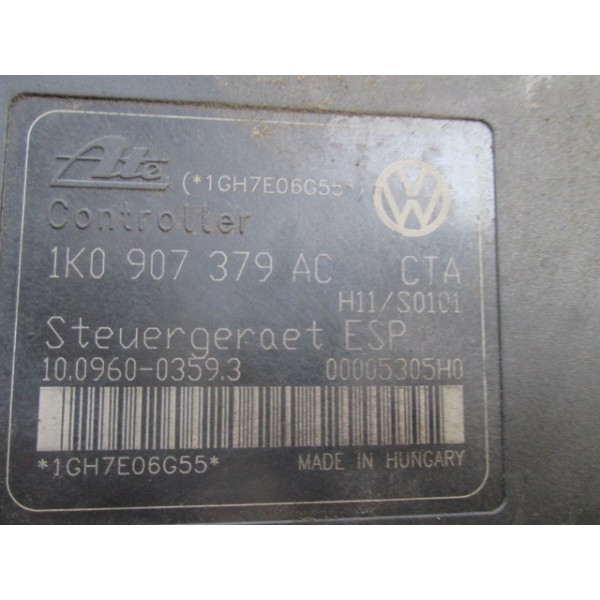 Ate (*1GH7E06G55*)
Controller
1K0 907 379 AC CTA
H11/S0101
Steuergeraet ESP
10.0960-0359.3 00005305H0
*1GH7E06G55* MADE IN HUNGARY